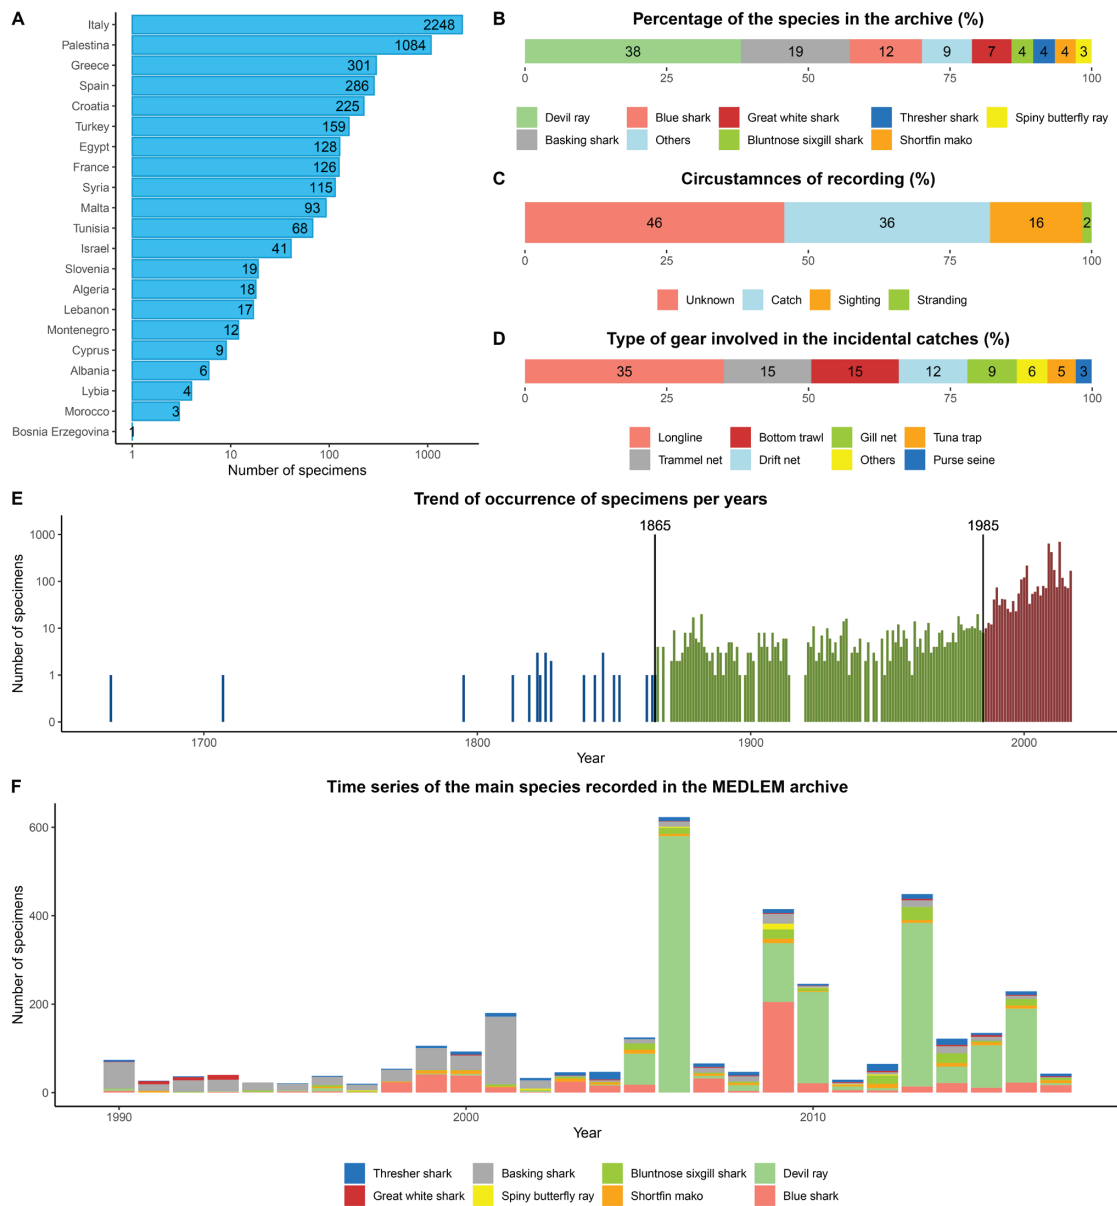 A
Italy 2248
Palestina 1084
Greece 301
Spain 286
Croatia 225
Turkey 159
Egypt 128
France 126
Syria 115
Malta 93
Tunisia 68
Israel 41
Slovenia 19
Algeria 18
Lebanon 17
Montenegro 12
Cyprus 9
Albania 6
Lybia 4
Morocco 3
Bosnia Erzegovina 1
1 10 100 1000
Number of specimens
B Percentage of the species in the archive (%)
38 19 12 9 7 4 4 4 3
0 25 50 75 100
Devil ray Blue shark Great white shark Thresher shark Spiny butterfly ray
Basking shark Others Bluntnose sixgill shark Shortfin mako
C Circustamnces of recording (%)
46 36 16 2
0 25 50 75 100
Unknown Catch Sighting Stranding
D Type of gear involved in the incidental catches (%)
35 15 15 12 9 6 5 3
0 25 50 75 100
Longline Bottom trawl Gill net Tuna trap
Trammel net Drift net Others Purse seine
E Trend of occurrence of specimens per years
1865 1985
Number of specimens
1000
100
10
1
0
1700 1800 1900 2000
Year
F Time series of the main species recorded in the MEDLEM archive
Number of specimens
600
400
200
0
1990 2000 2010
Year
Thresher shark Basking shark Bluntnose sixgill shark Devil ray
Great white shark Spiny butterfly ray Shortfin mako Blue shark